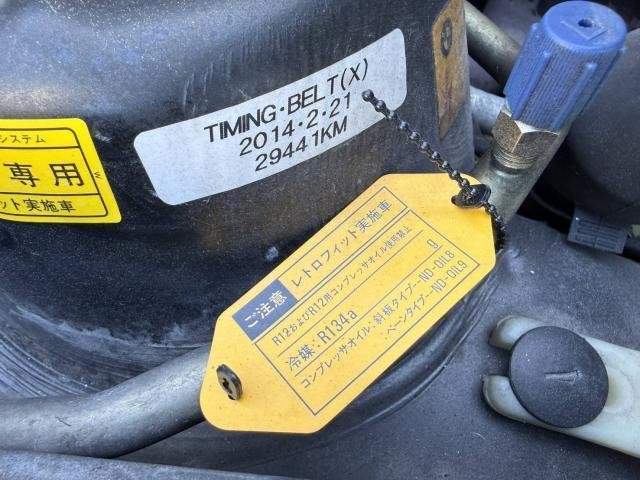 TIMING・BELT(X)
2014・2・21
29441KM
システム
専用
ット実施車
ご注意 レトロフィット実施車
R12およびR12用コンプレッサオイル使用禁止
冷媒:R134a g
コンプレッサオイル:斜板タイプ-ND-OIL8
:ベーンタイプ-ND-OIL9